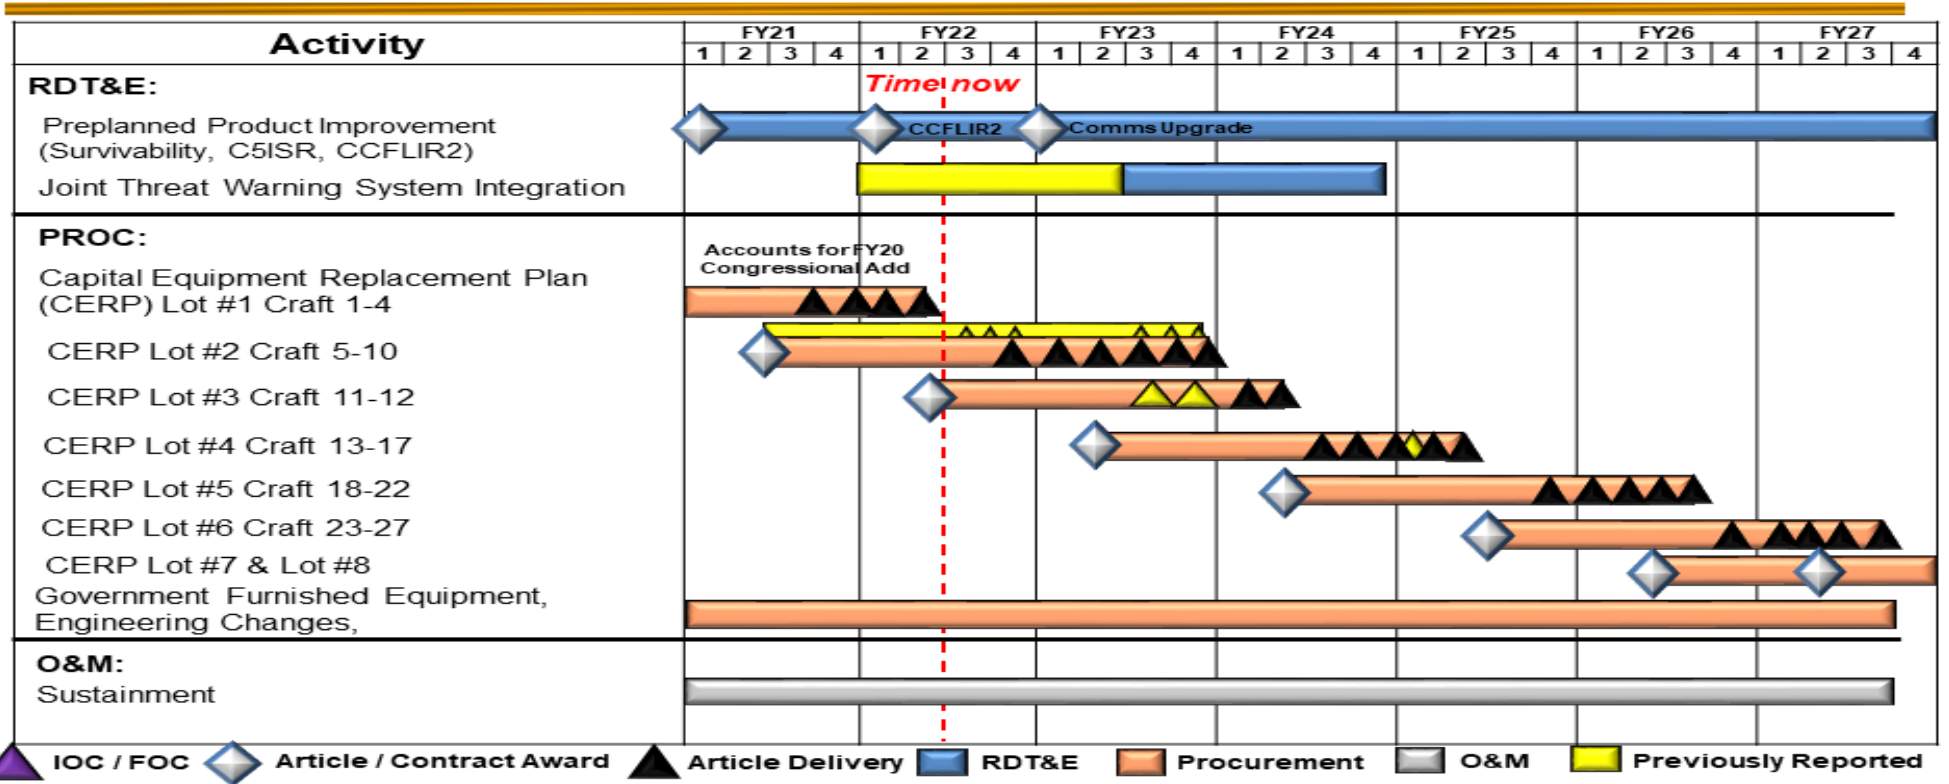 Activity
FY21 FY22 FY23 FY24 FY25 FY26 FY27
1 2 3 4 1 2 3 4 1 2 3 4 1 2 3 4 1 2 3 4 1 2 3 4 1 2 3 4
RDT&E:
Time now
Preplanned Product Improvement
(Survivability, C5ISR, CCFLIR2)
CCFLIR2
Comms Upgrade
Joint Threat Warning System Integration
PROC:
Accounts for FY20
Congressional Add
Capital Equipment Replacement Plan
(CERP) Lot #1 Craft 1-4
CERP Lot #2 Craft 5-10
CERP Lot #3 Craft 11-12
CERP Lot #4 Craft 13-17
CERP Lot #5 Craft 18-22
CERP Lot #6 Craft 23-27
CERP Lot #7 & Lot #8
Government Furnished Equipment,
Engineering Changes,
O&M:
Sustainment
IOC / FOC Article / Contract Award Article Delivery RDT&E Procurement O&M Previously Reported